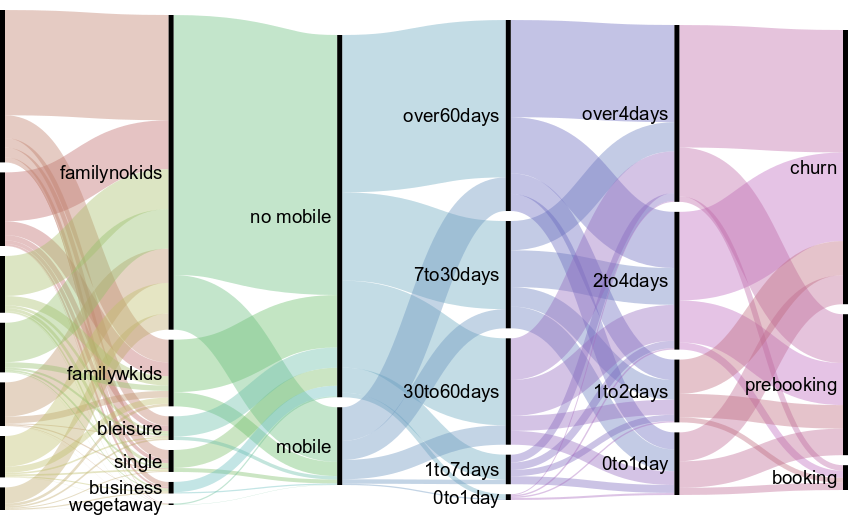 familynokids
familywkids
bleisure
single
business
wegetaway
no mobile
mobile
over60days
7to30days
30to60days
1to7days
0to1day
over4days
2to4days
1to2days
0to1day
churn
prebooking
booking